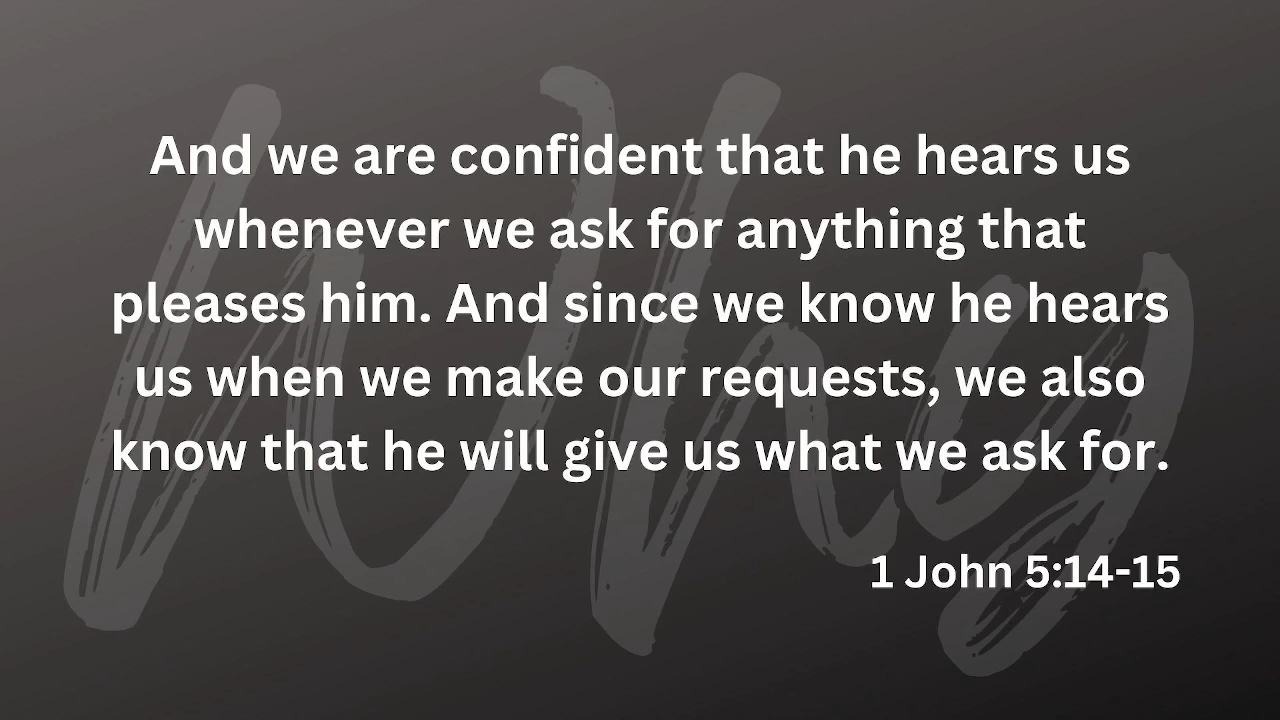 Why
And we are confident that he hears us
whenever we ask for anything that
pleases him. And since we know he hears
us when we make our requests, we also
know that he will give us what we ask for.
1 John 5:14-15